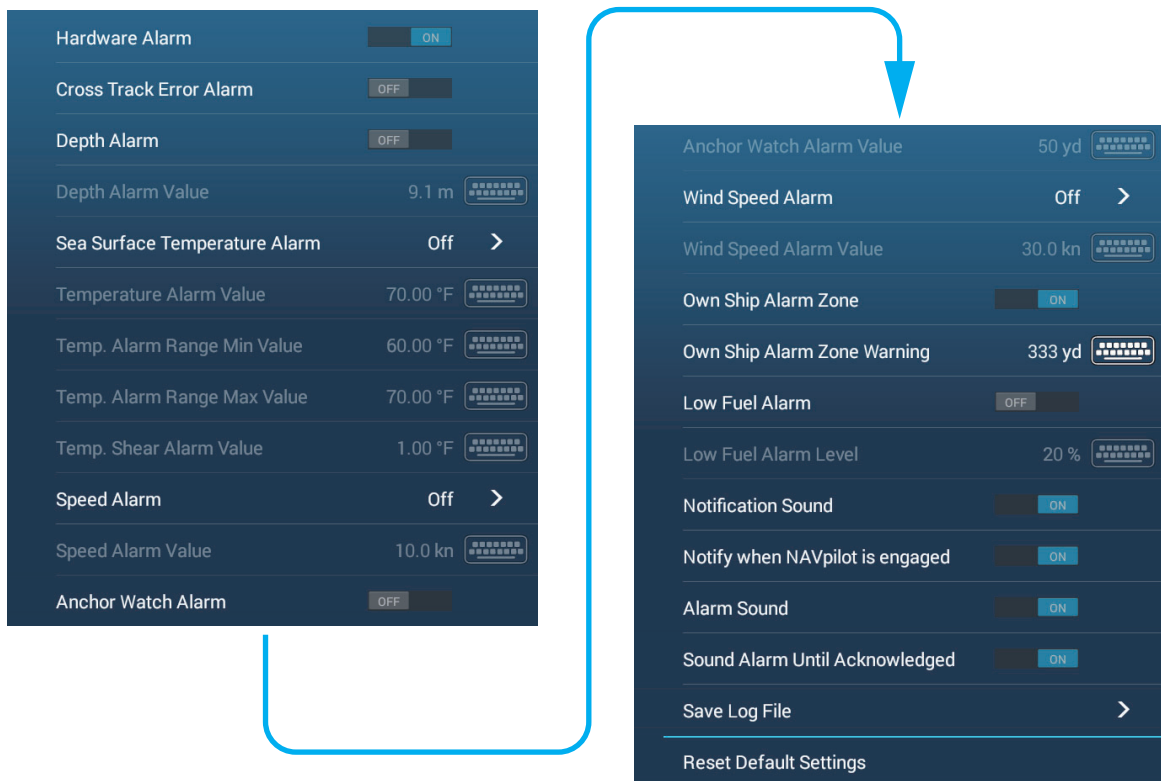 Hardware Alarm ON
Cross Track Error Alarm OFF
Depth Alarm OFF
Depth Alarm Value 9.1 m
Sea Surface Temperature Alarm Off
Temperature Alarm Value 70.00 °F
Temp. Alarm Range Min Value 60.00 °F
Temp. Alarm Range Max Value 70.00 °F
Temp. Shear Alarm Value 1.00 °F
Speed Alarm Off
Speed Alarm Value 10.0 kn
Anchor Watch Alarm OFF
Anchor Watch Alarm Value 50 yd
Wind Speed Alarm Off
Wind Speed Alarm Value 30.0 kn
Own Ship Alarm Zone ON
Own Ship Alarm Zone Warning 333 yd
Low Fuel Alarm OFF
Low Fuel Alarm Level 20 %
Notification Sound ON
Notify when NAVpilot is engaged ON
Alarm Sound ON
Sound Alarm Until Acknowledged ON
Save Log File
Reset Default Settings